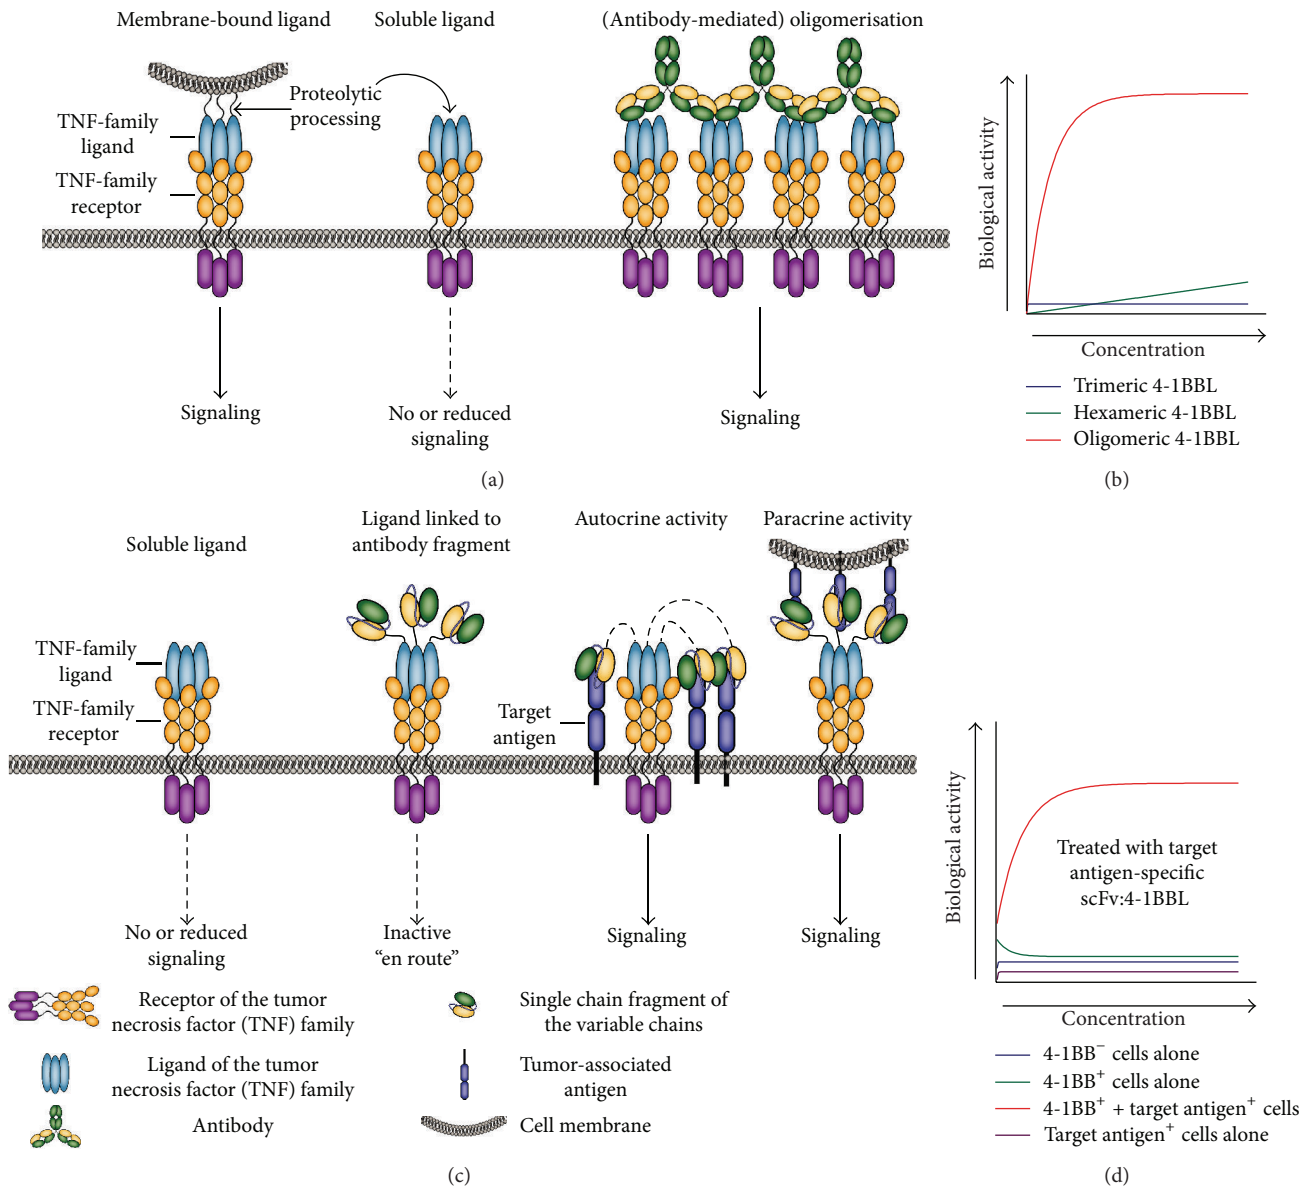 Membrane-bound ligand
Soluble ligand
(Antibody-mediated) oligomerisation
Proteolytic
processing
TNF-family
ligand
TNF-family
receptor
Signaling
No or reduced
signaling
Signaling
(a)
Biological activity
Concentration
Trimeric 4-1BBL
Hexameric 4-1BBL
Oligomeric 4-1BBL
(b)
Soluble ligand
Ligand linked to
antibody fragment
Autocrine activity
Paracrine activity
TNF-family
ligand
TNF-family
receptor
Target
antigen
No or reduced
signaling
Inactive
“en route”
Signaling
Signaling
Receptor of the tumor
necrosis factor (TNF) family
Ligand of the tumor
necrosis factor (TNF) family
Antibody
Single chain fragment of
the variable chains
Tumor-associated
antigen
Cell membrane
(c)
Biological activity
Treated with target
antigen-specific
scFv:4-1BBL
Concentration
4-1BB⁻ cells alone
4-1BB⁺ cells alone
4-1BB⁺ + target antigen⁺ cells
Target antigen⁺ cells alone
(d)